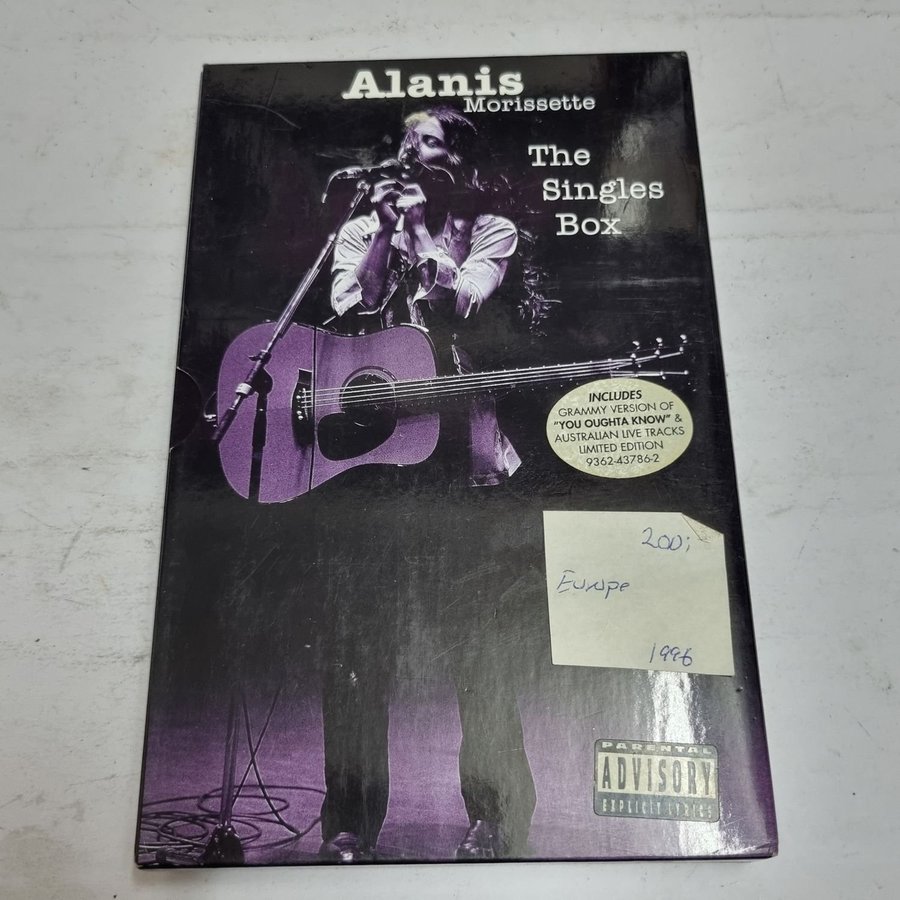 Alanis
Morissette
The
Singles
Box
INCLUDES
GRAMMY VERSION OF
"YOU OUGHTA KNOW" &
AUSTRALIAN LIVE TRACKS
LIMITED EDITION
9362-43786-2
Europe
1996
PARENTAL
ADVISORY
EXPLICIT LYRICS